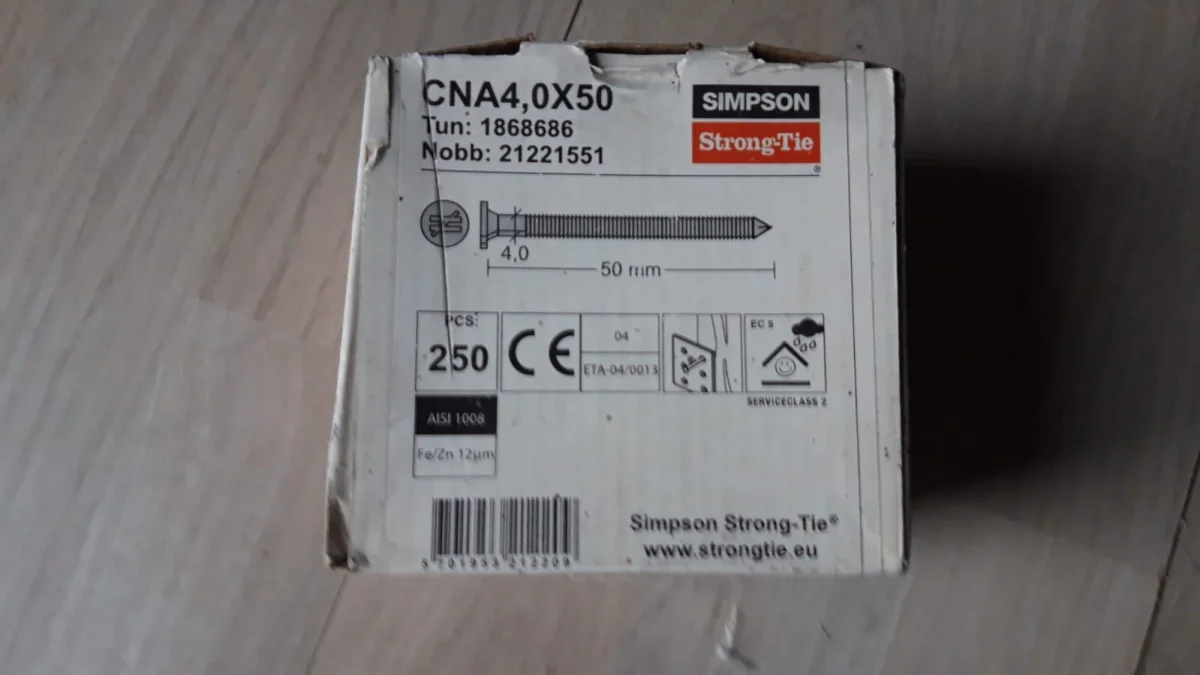 CNA4,0X50
Tun: 1868686
Nobb: 21221551
SIMPSON
Strong-Tie
®
4,0
50 mm
PCS:
250
CE
04
ETA-04/0013
EC 5
SERVICECLASS 2
AISI 1008
Fe/Zn 12µm
Simpson Strong-Tie®
www.strongtie.eu
5 701953 212209